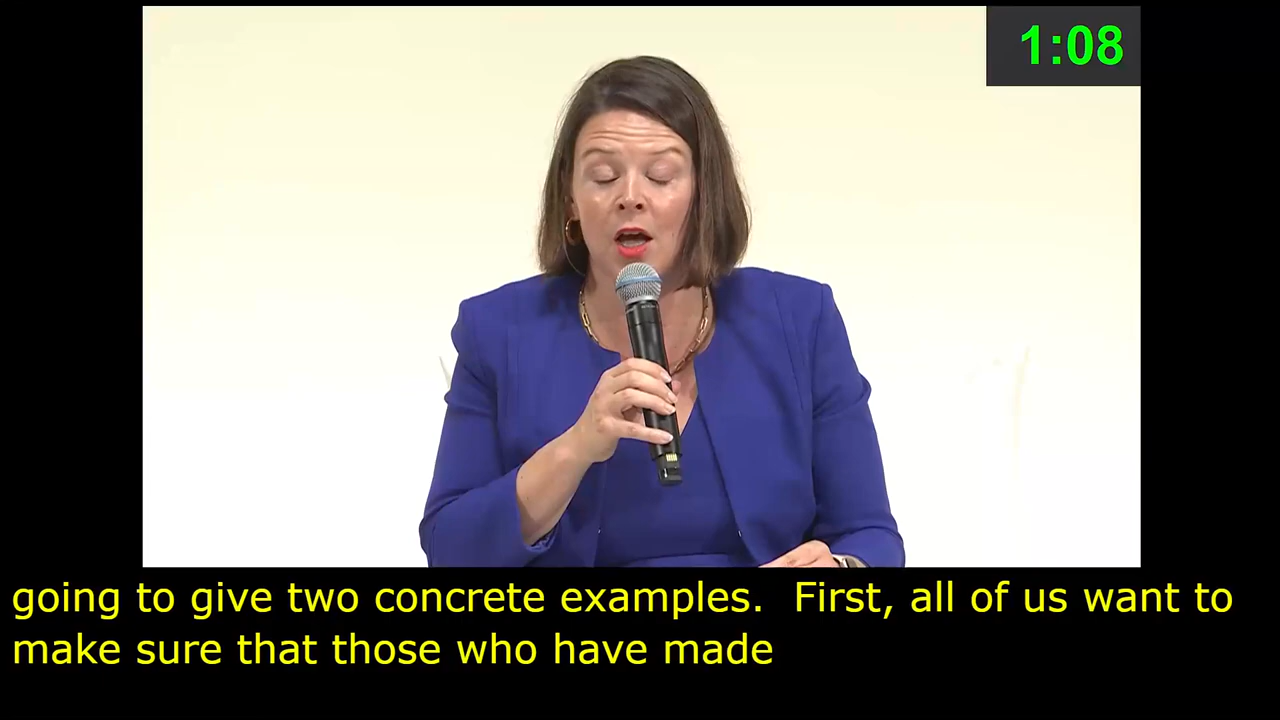 1:08
going to give two concrete examples.  First, all of us want to
make sure that those who have made